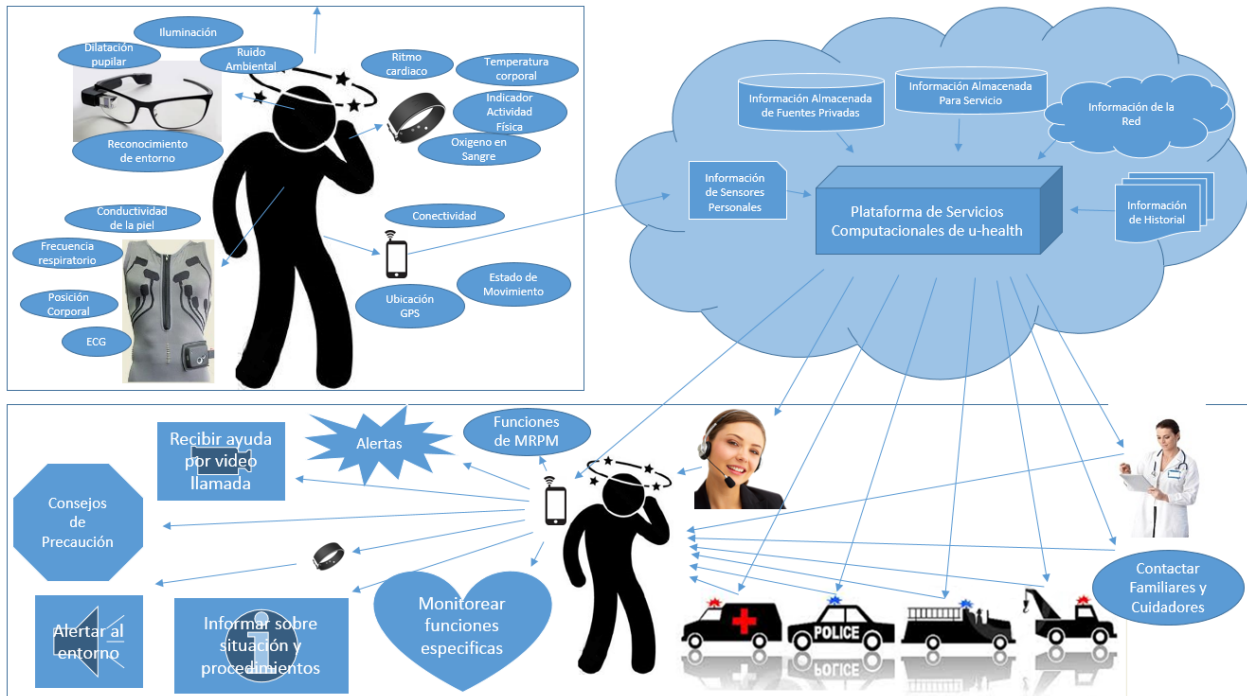 Iluminación
Dilatación
pupilar
Ruido
Ambiental
Reconocimiento
de entorno
Ritmo
cardiaco
Temperatura
corporal
Indicador
Actividad
Física
Oxigeno en
Sangre
Conductividad
de la piel
Frecuencia
respiratorio
Posición
Corporal
ECG
Conectividad
Estado de
Movimiento
Ubicación
GPS
Información Almacenada
de Fuentes Privadas
Información Almacenada
Para Servicio
Información de la
Red
Información
de Sensores
Personales
Plataforma de Servicios
Computacionales de u-health
Información
de Historial
Recibir ayuda
por video
llamada
Alertas
Funciones
de MRPM
Consejos
de
Precaución
Alertar al
entorno
Informar sobre
situación y
procedimientos
Monitorear
funciones
especificas
POLICE
Contactar
Familiares y
Cuidadores